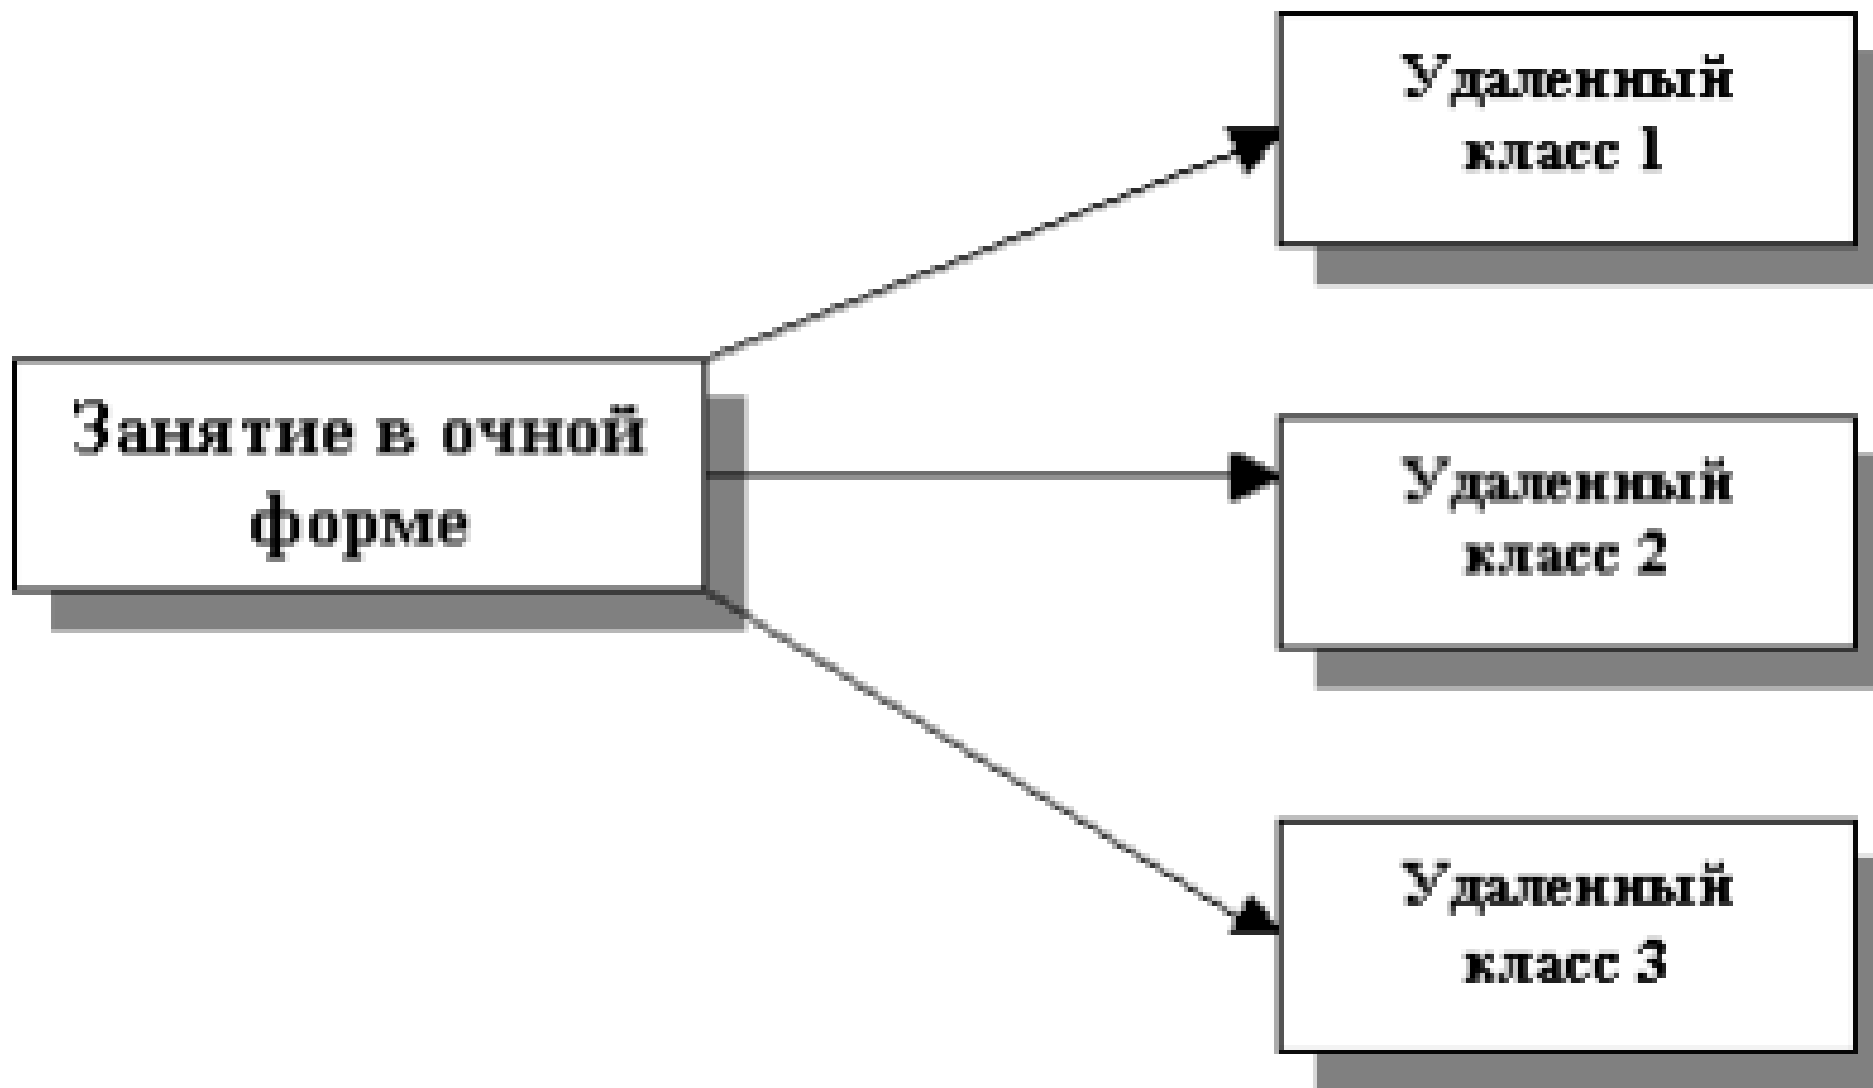 Удаленный
класс 1
Занятие в очной
форме
Удаленный
класс 2
Удаленный
класс 3